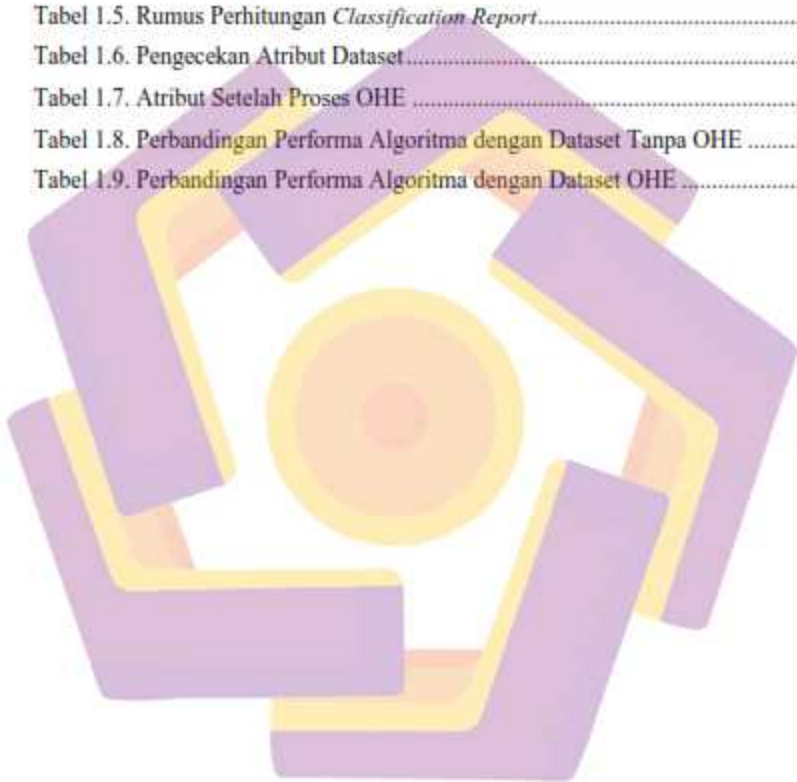 Tabel 1.5. Rumus Perhitungan Classification Report..........................................
Tabel 1.6. Pengecekan Atribut Dataset................................................................
Tabel 1.7. Atribut Setelah Proses OHE ..............................................................
Tabel 1.8. Perbandingan Performa Algoritma dengan Dataset Tanpa OHE .........
Tabel 1.9. Perbandingan Performa Algoritma dengan Dataset OHE ...................